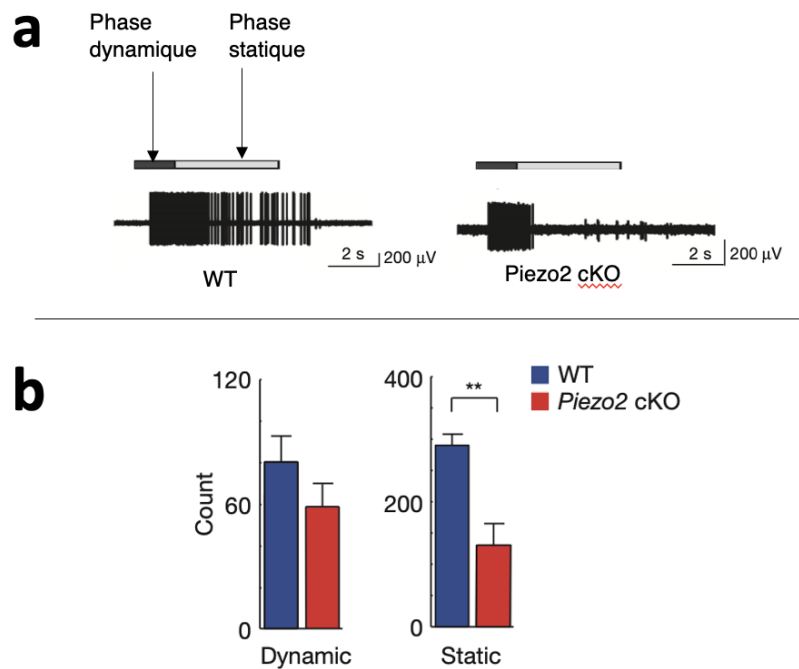 a
Phase
dynamique
Phase
statique
2 s
200 µV
WT
2 s
200 µV
Piezo2 cKO
b
120
60
0
Count
Dynamic
400
200
0
Static
**
WT
Piezo2 cKO